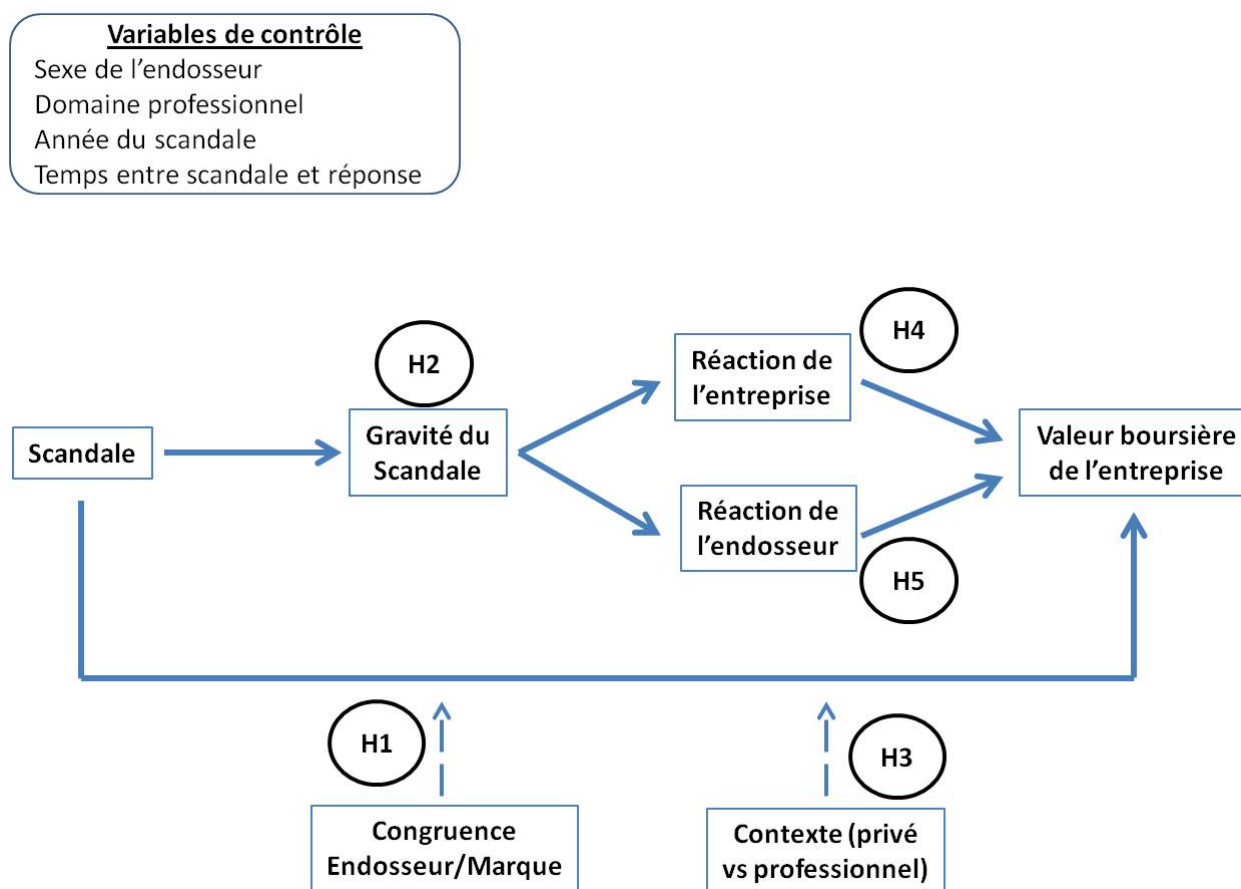 Variables de contrôle
Sexe de l’endosseur
Domaine professionnel
Année du scandale
Temps entre scandale et réponse
H4
H2
Réaction de
l’entreprise
Scandale
Gravité du
Scandale
Valeur boursière
de l’entreprise
Réaction de
l’endosseur
H5
H1
H3
Congruence
Endosseur/Marque
Contexte (privé
vs professionnel)